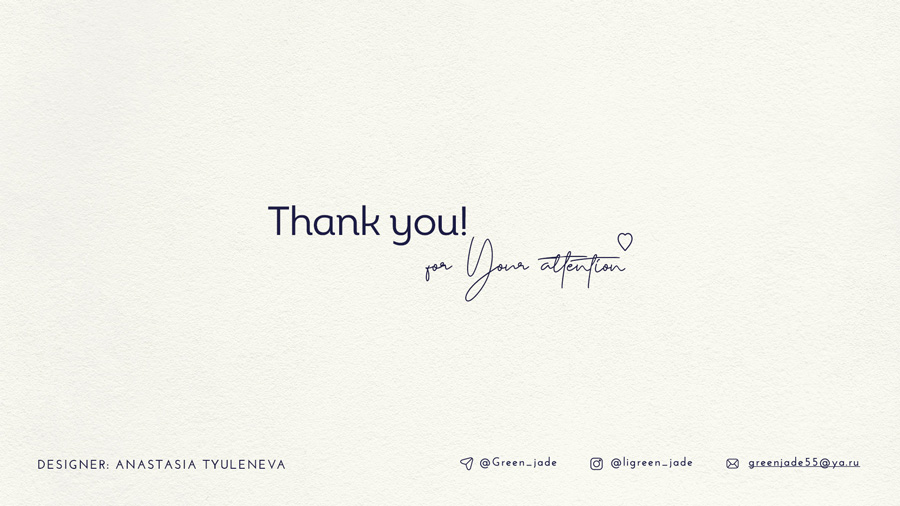 Thank you!
for Your attention
DESIGNER: ANASTASIA TYULENEVA
@Green_jade
@ligreen_jade
greenjade55@ya.ru